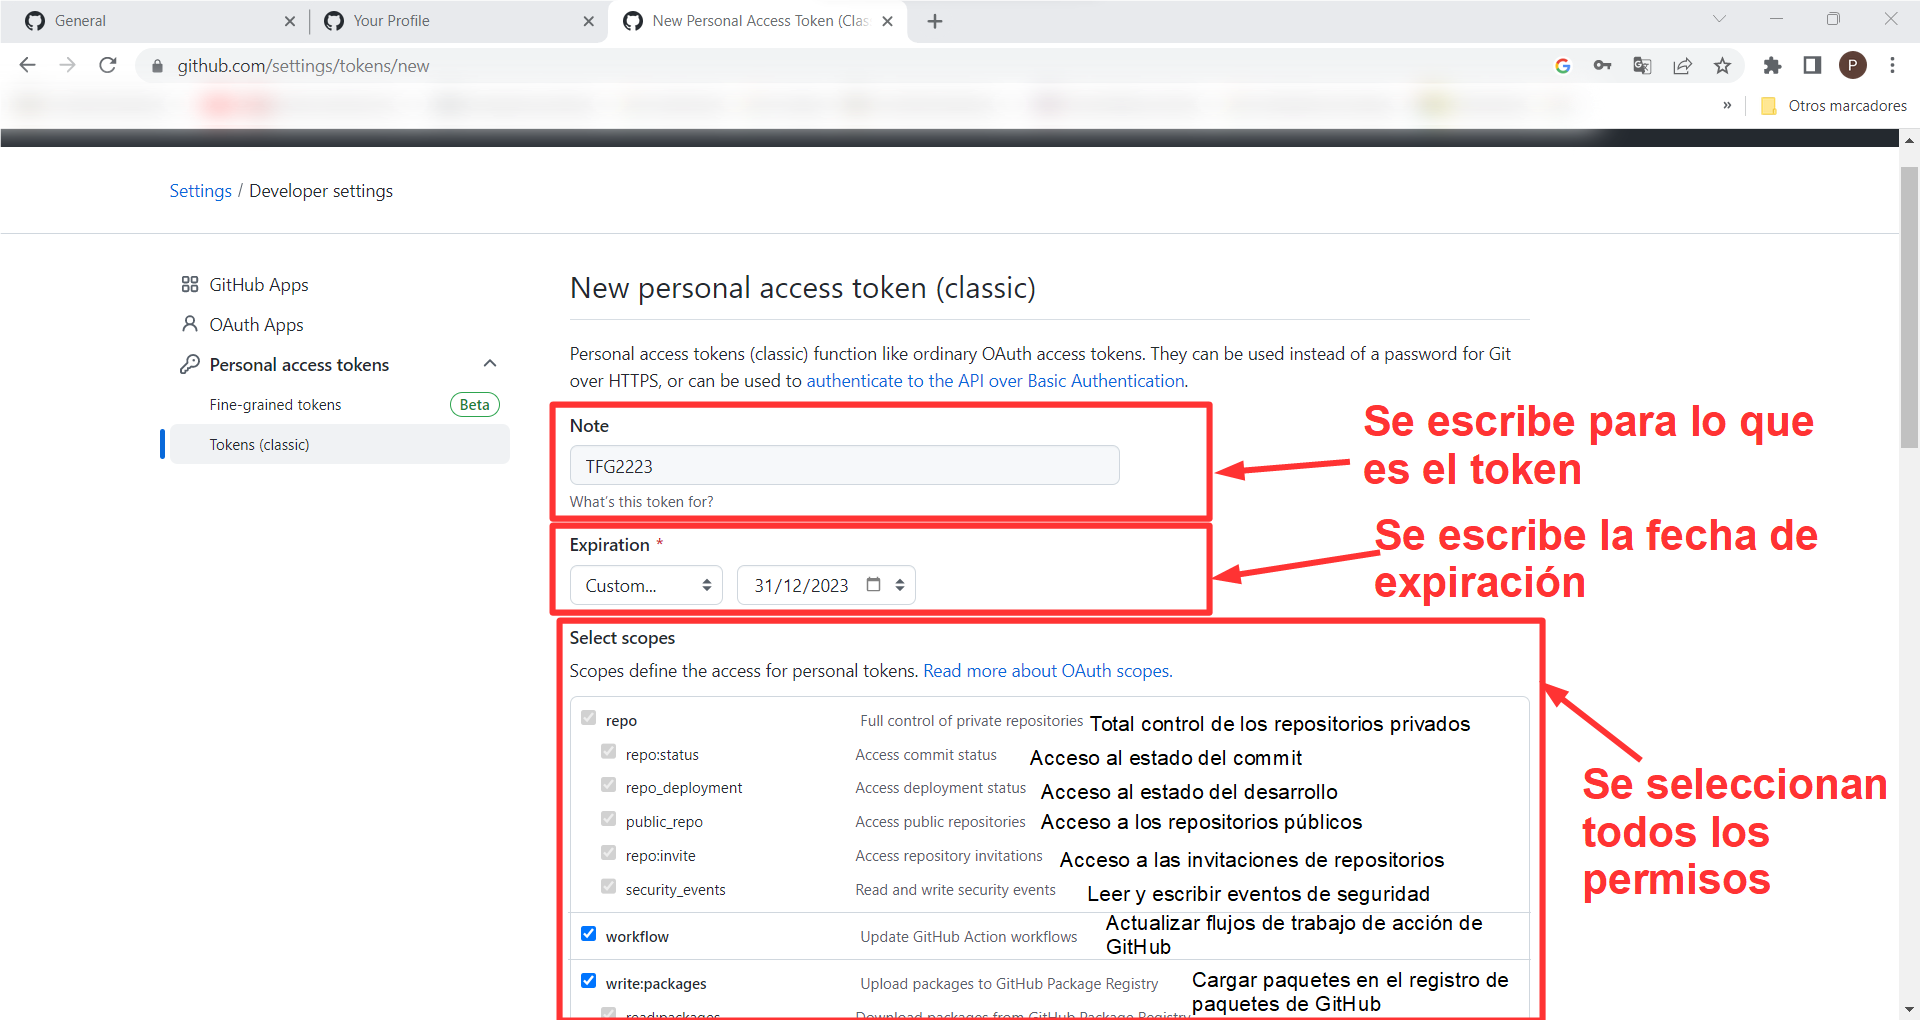 General
Your Profile
New Personal Access Token (Clas
github.com/settings/tokens/new
P
Otros marcadores
Settings / Developer settings
GitHub Apps
OAuth Apps
Personal access tokens
Fine-grained tokens
Beta
Tokens (classic)
New personal access token (classic)
Personal access tokens (classic) function like ordinary OAuth access tokens. They can be used instead of a password for Git
over HTTPS, or can be used to authenticate to the API over Basic Authentication.
Note
TFG2223
What's this token for?
Se escribe para lo que
es el token
Expiration *
Custom...
31/12/2023
Se escribe la fecha de
expiración
Select scopes
Scopes define the access for personal tokens. Read more about OAuth scopes.
repo
Full control of private repositories
Total control de los repositorios privados
repo:status
Access commit status
Acceso al estado del commit
repo_deployment
Access deployment status
Acceso al estado del desarrollo
public_repo
Access public repositories
Acceso a los repositorios públicos
repo:invite
Access repository invitations
Acceso a las invitaciones de repositorios
security_events
Read and write security events
Leer y escribir eventos de seguridad
Se seleccionan
todos los
permisos
workflow
Update GitHub Action workflows
Actualizar flujos de trabajo de acción de
GitHub
write:packages
Upload packages to GitHub Package Registry
Cargar paquetes en el registro de
paquetes de GitHub
read:packages
Download packages from GitHub Package Registry